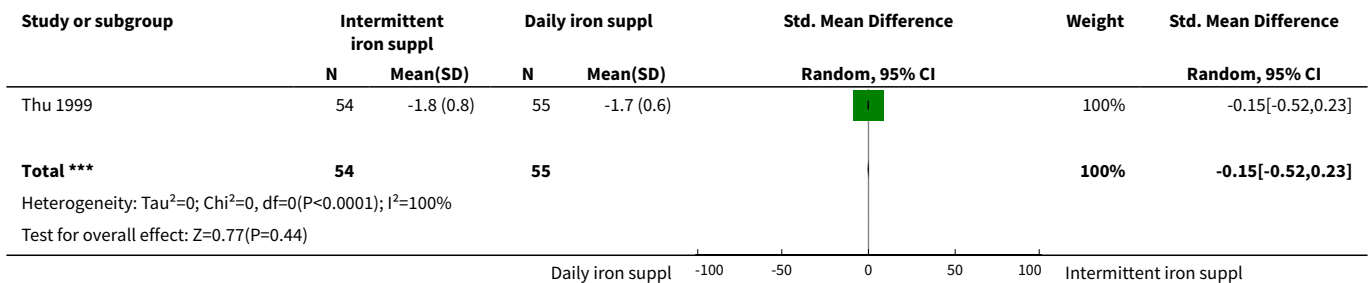 Study or subgroup Intermittent iron suppl Daily iron suppl Std. Mean Difference Weight Std. Mean Difference
N Mean(SD) N Mean(SD) Random, 95% CI Random, 95% CI
Thu 1999 54 -1.8 (0.8) 55 -1.7 (0.6) 100% -0.15[-0.52,0.23]
Total *** 54 55 100% -0.15[-0.52,0.23]
Heterogeneity: Tau²=0; Chi²=0, df=0(P<0.0001); I²=100%
Test for overall effect: Z=0.77(P=0.44)
Daily iron suppl -100 -50 0 50 100 Intermittent iron suppl